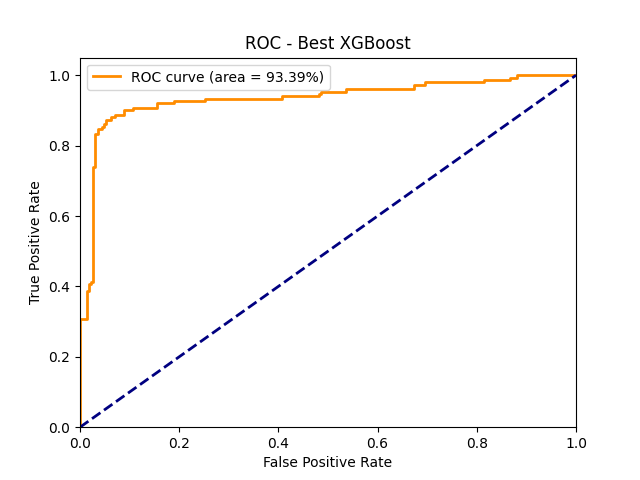 ROC - Best XGBoost
ROC curve (area = 93.39%)
True Positive Rate
1.0
0.8
0.6
0.4
0.2
0.0
0.0 0.2 0.4 0.6 0.8 1.0
False Positive Rate